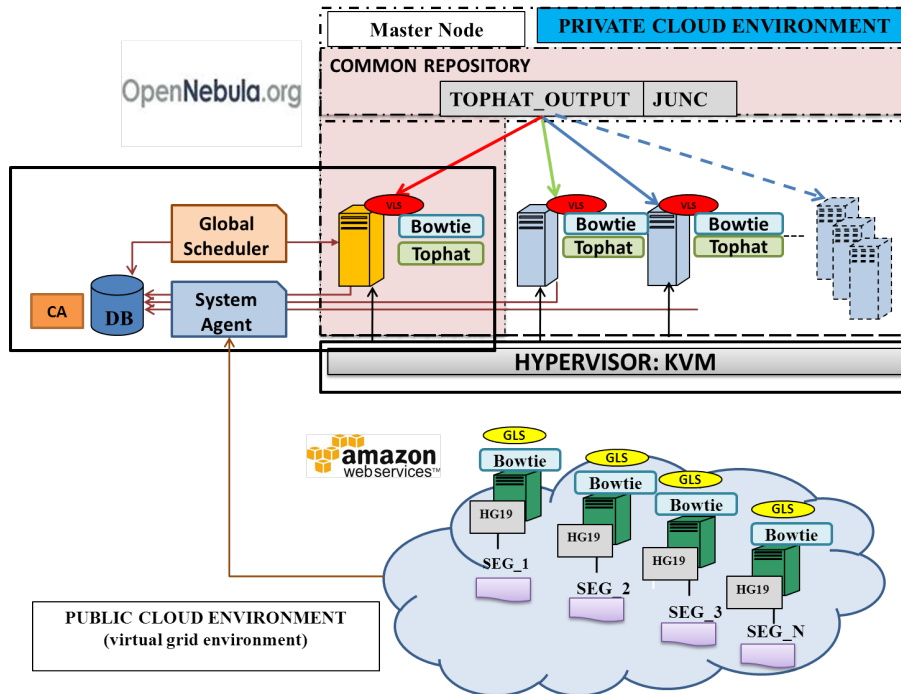 Master Node
PRIVATE CLOUD ENVIRONMENT
OpenNebula.org
COMMON REPOSITORY
TOPHAT_OUTPUT
JUNC
VLS
VLS
VLS
Bowtie
Bowtie
Bowtie
Tophat
Tophat
Tophat
Global
Scheduler
System
Agent
CA
DB
HYPERVISOR: KVM
amazon
webservices™
GLS
Bowtie
HG19
SEG_1
GLS
Bowtie
HG19
SEG_2
GLS
Bowtie
HG19
SEG_3
GLS
Bowtie
HG19
SEG_N
PUBLIC CLOUD ENVIRONMENT
(virtual grid environment)